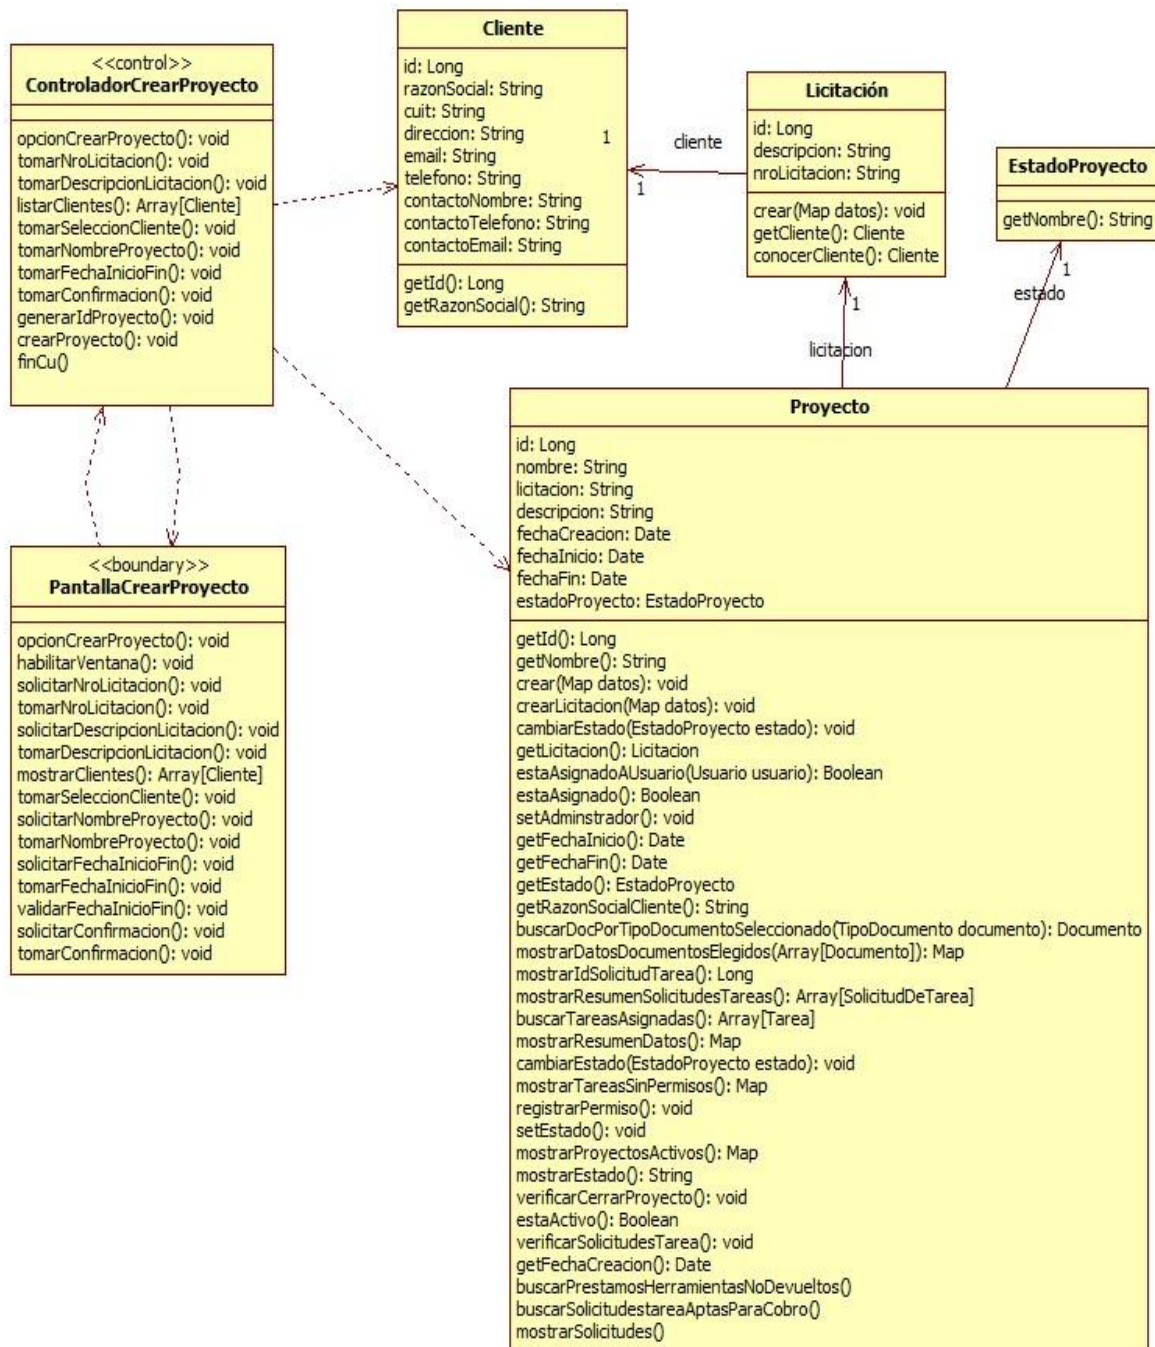 <<control>>
ControladorCrearProyecto
opcionCrearProyecto(): void
tomarNroLicitacion(): void
tomarDescripcionLicitacion(): void
listarClientes(): Array[Cliente]
tomarSeleccionCliente(): void
tomarNombreProyecto(): void
tomarFechaInicioFin(): void
tomarConfirmacion(): void
generarIdProyecto(): void
crearProyecto(): void
finCu()
Cliente
id: Long
razonSocial: String
cuit: String
direccion: String
email: String
telefono: String
contactoNombre: String
contactoTelefono: String
contactoEmail: String
getId(): Long
getRazonSocial(): String
1
cliente
1
Licitación
id: Long
descripcion: String
nroLicitacion: String
crear(Map datos): void
getCliente(): Cliente
conocerCliente(): Cliente
EstadoProyecto
getNombre(): String
1
estado
1
licitacion
<<boundary>>
PantallaCrearProyecto
opcionCrearProyecto(): void
habilitarVentana(): void
solicitarNroLicitacion(): void
tomarNroLicitacion(): void
solicitarDescripcionLicitacion(): void
tomarDescripcionLicitacion(): void
mostrarClientes(): Array[Cliente]
tomarSeleccionCliente(): void
solicitarNombreProyecto(): void
tomarNombreProyecto(): void
solicitarFechaInicioFin(): void
tomarFechaInicioFin(): void
validarFechaInicioFin(): void
solicitarConfirmacion(): void
tomarConfirmacion(): void
Proyecto
id: Long
nombre: String
licitacion: String
descripcion: String
fechaCreacion: Date
fechaInicio: Date
fechaFin: Date
estadoProyecto: EstadoProyecto
getId(): Long
getNombre(): String
crear(Map datos): void
crearLicitacion(Map datos): void
cambiarEstado(EstadoProyecto estado): void
getLicitacion(): Licitacion
estaAsignadoAUsuario(Usuario usuario): Boolean
estaAsignado(): Boolean
setAdminstrador(): void
getFechaInicio(): Date
getFechaFin(): Date
getEstado(): EstadoProyecto
getRazonSocialCliente(): String
buscarDocPorTipoDocumentoSeleccionado(TipoDocumento documento): Documento
mostrarDatosDocumentosElegidos(Array[Documento]): Map
mostrarIdSolicitudTarea(): Long
mostrarResumenSolicitudesTareas(): Array[SolicitudDeTarea]
buscarTareasAsignadas(): Array[Tarea]
mostrarResumenDatos(): Map
cambiarEstado(EstadoProyecto estado): void
mostrarTareasSinPermisos(): Map
registrarPermiso(): void
setEstado(): void
mostrarProyectosActivos(): Map
mostrarEstado(): String
verificarCerrarProyecto(): void
estaActivo(): Boolean
verificarSolicitudesTarea(): void
getFechaCreacion(): Date
buscarPrestamosHerramientasNoDevueltos()
buscarSolicitudestareaAptasParaCobro()
mostrarSolicitudes()